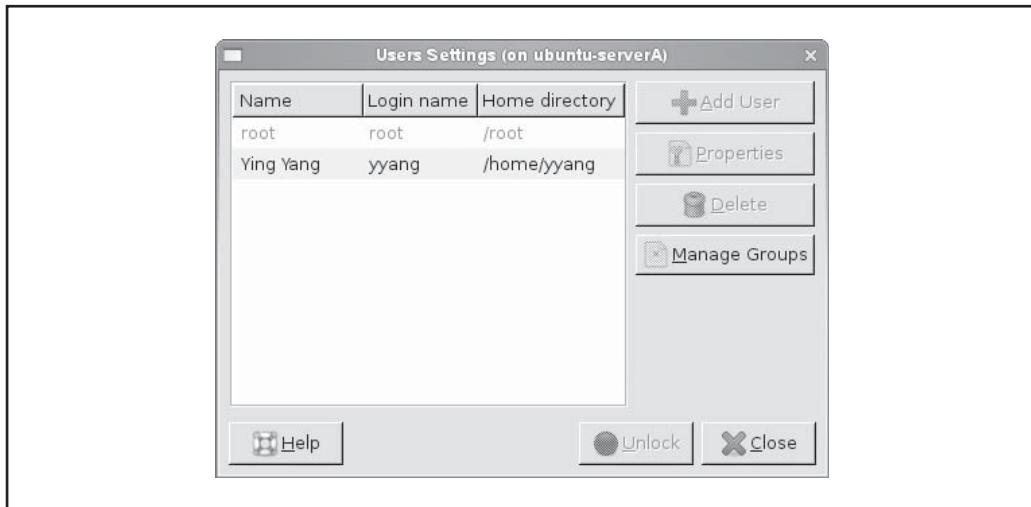 Users Settings (on ubuntu-serverA)
Name Login name Home directory
root root /root
Ying Yang yyang /home/yyang
Add User
Properties
Delete
Manage Groups
Help
Unlock
Close